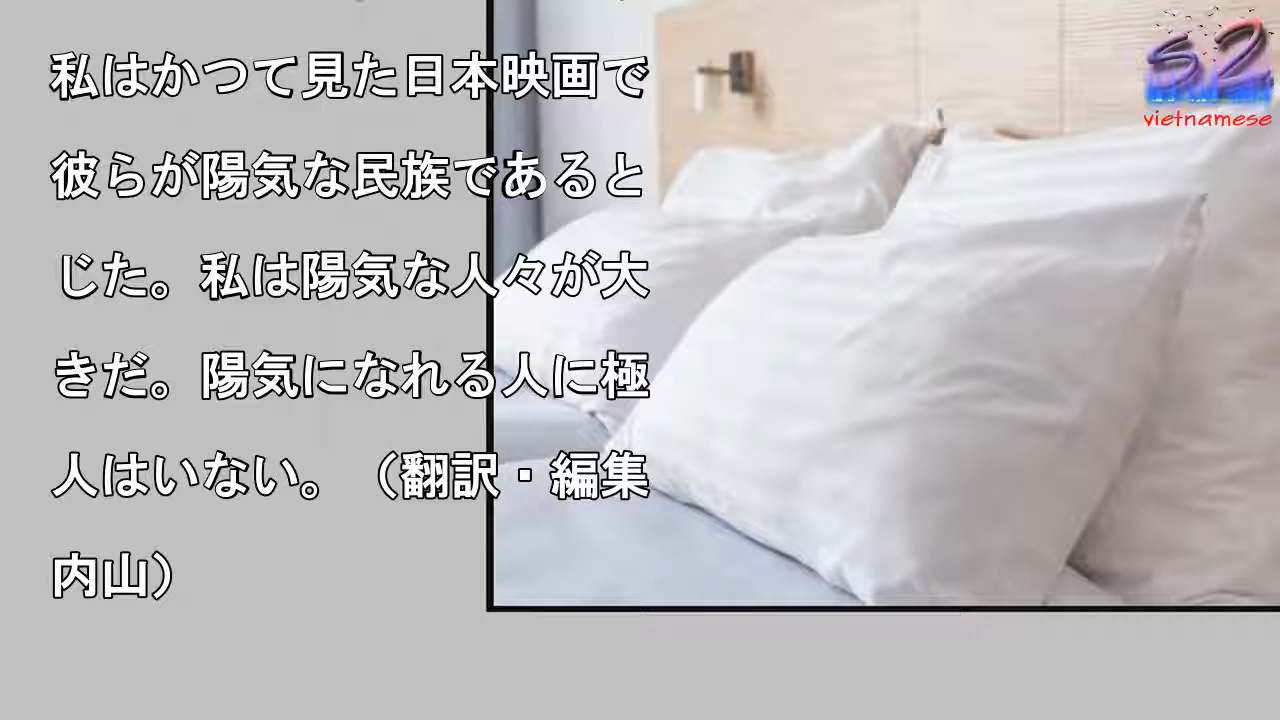 私はかつて見た日本映画で
彼らが陽気な民族であると
じた。私は陽気な人々が大
きだ。陽気になれる人に極
人はいない。（翻訳・編集
内山）
s2
vietnamese